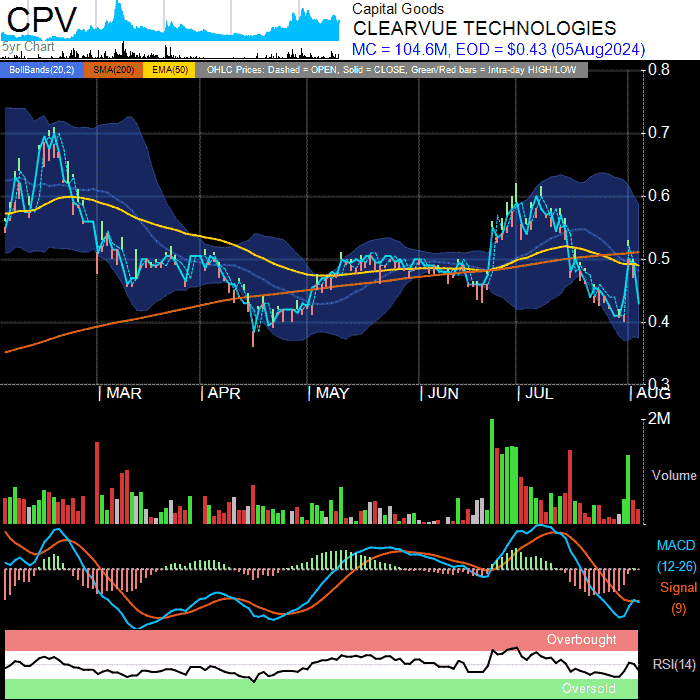 CPV
5yr Chart
Capital Goods
CLEARVUE TECHNOLOGIES
MC = 104.6M, EOD = $0.43 (05Aug2024)
BollBands(20,2) SMA(200) EMA(50) OHLC Prices: Dashed = OPEN, Solid = CLOSE, Green/Red bars = Intra-day HIGH/LOW
0.8
0.7
0.6
0.5
0.4
0.3
| MAR | APR | MAY | JUN | JUL | AUG
2M
Volume
MACD
(12-26)
Signal
(9)
Overbought
RSI(14)
Oversold